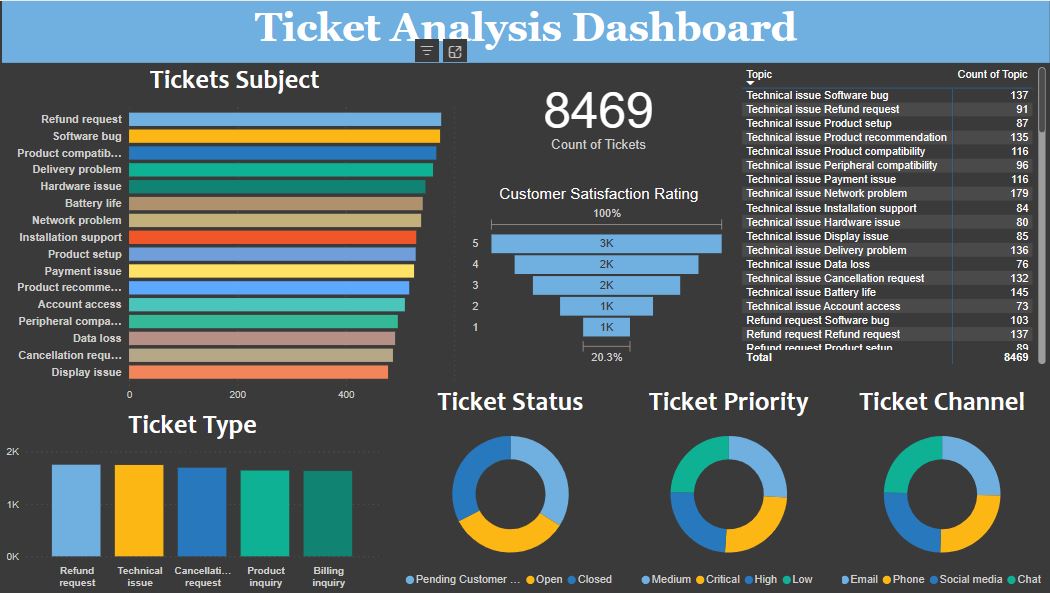 Ticket Analysis Dashboard
Tickets Subject
Refund request
Software bug
Product compatib...
Delivery problem
Hardware issue
Battery life
Network problem
Installation support
Product setup
Payment issue
Product recomme...
Account access
Peripheral compa...
Data loss
Cancellation requ...
Display issue
0 200 400
8469
Count of Tickets
Customer Satisfaction Rating
100%
5 3K
4 2K
3 2K
2 1K
1 1K
20.3%
Topic Count of Topic
Technical issue Software bug 137
Technical issue Refund request 91
Technical issue Product setup 87
Technical issue Product recommendation 135
Technical issue Product compatibility 116
Technical issue Peripheral compatibility 96
Technical issue Payment issue 116
Technical issue Network problem 179
Technical issue Installation support 84
Technical issue Hardware issue 80
Technical issue Display issue 85
Technical issue Delivery problem 136
Technical issue Data loss 76
Technical issue Cancellation request 132
Technical issue Battery life 145
Technical issue Account access 73
Refund request Software bug 103
Refund request Refund request 137
Refund request Product setup 89
Total 8469
Ticket Type
2K
1K
0K
Refund request
Technical issue
Cancellati... request
Product inquiry
Billing inquiry
Ticket Status
Pending Customer ... Open Closed
Ticket Priority
Medium Critical High Low
Ticket Channel
Email Phone Social media Chat